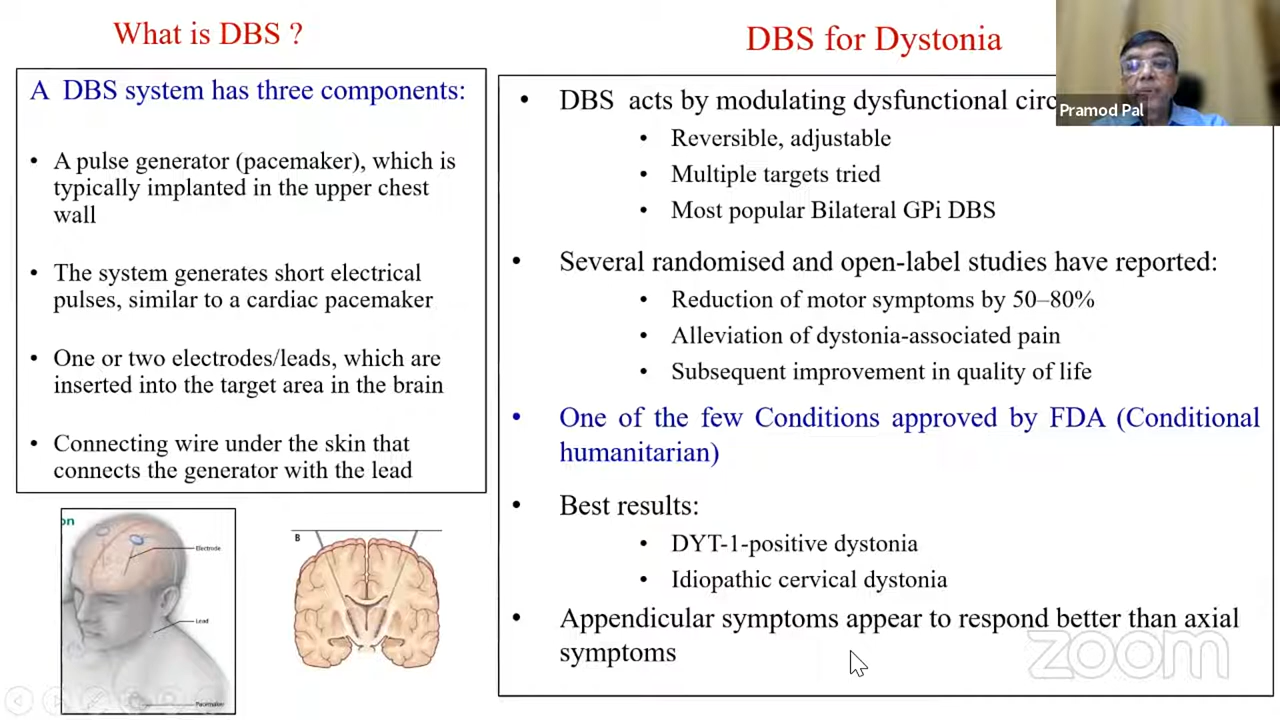 What is DBS ?
A DBS system has three components:
• A pulse generator (pacemaker), which is
typically implanted in the upper chest
wall
• The system generates short electrical
pulses, similar to a cardiac pacemaker
• One or two electrodes/leads, which are
inserted into the target area in the brain
• Connecting wire under the skin that
connects the generator with the lead
on
Electrode
Lead
Pacemaker
B
DBS for Dystonia
• DBS acts by modulating dysfunctional circ
• Reversible, adjustable
• Multiple targets tried
• Most popular Bilateral GPi DBS
• Several randomised and open-label studies have reported:
• Reduction of motor symptoms by 50–80%
• Alleviation of dystonia-associated pain
• Subsequent improvement in quality of life
• One of the few Conditions approved by FDA (Conditional
humanitarian)
• Best results:
• DYT-1-positive dystonia
• Idiopathic cervical dystonia
• Appendicular symptoms appear to respond better than axial
symptoms
Pramod Pal
zoom